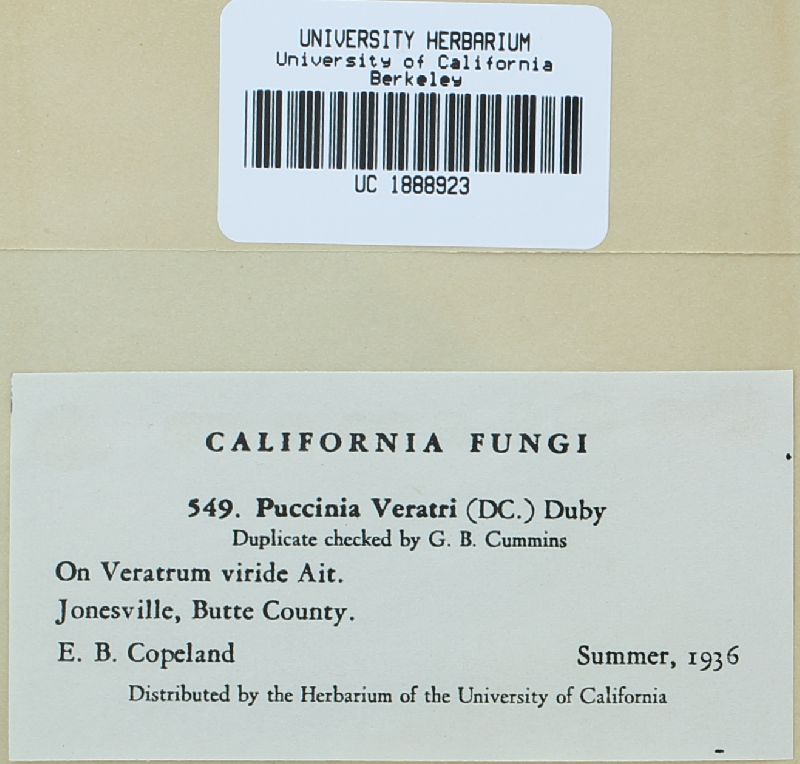 UNIVERSITY HERBARIUM
University of California
Berkeley
UC 1888923
CALIFORNIA FUNGI
549. Puccinia Veratri (DC.) Duby
Duplicate checked by G. B. Cummins
On Veratrum viride Ait.
Jonesville, Butte County.
E. B. Copeland Summer, 1936
Distributed by the Herbarium of the University of California